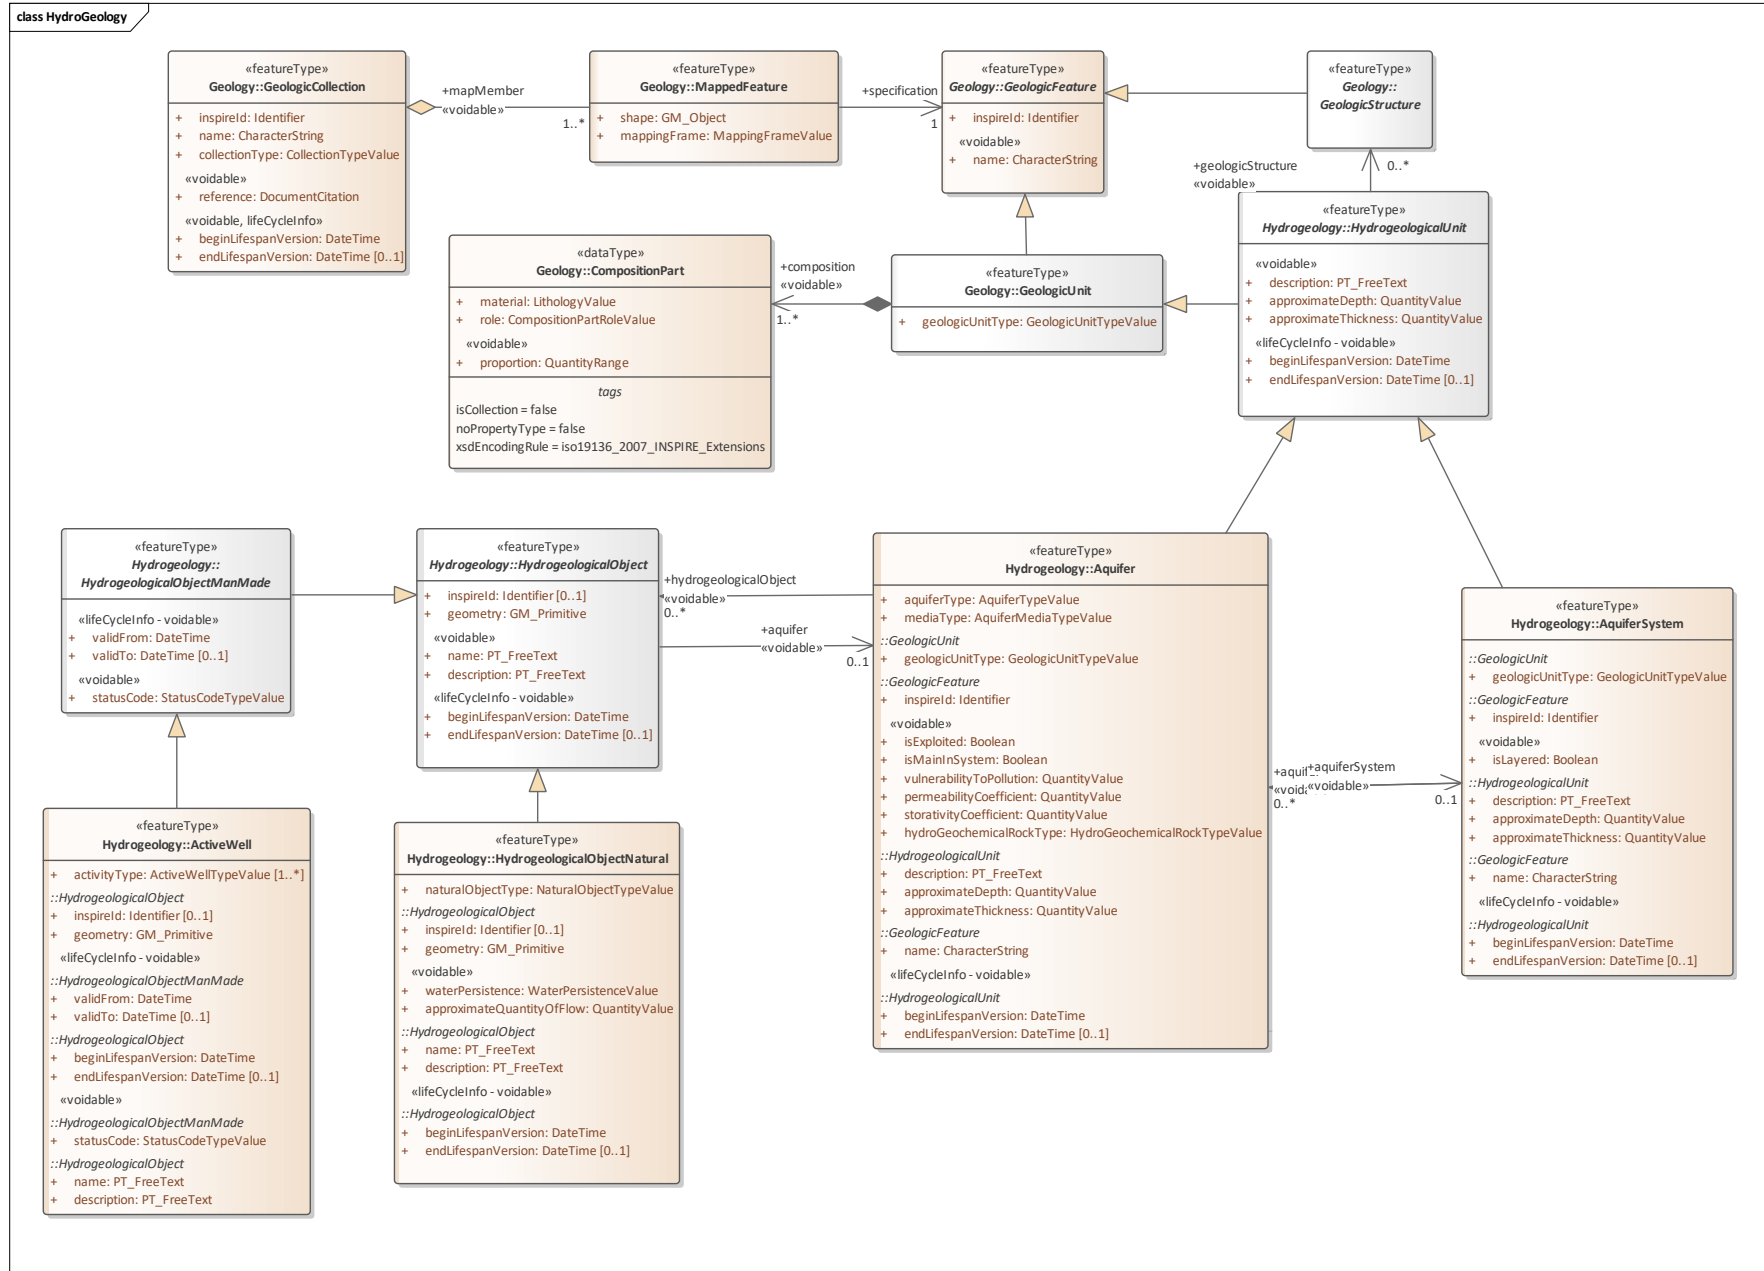 class HydroGeology
«featureType»
Geology::GeologicCollection
+ inspireId: Identifier
+ name: CharacterString
+ collectionType: CollectionTypeValue
«voidable»
+ reference: DocumentCitation
«voidable, lifeCycleInfo»
+ beginLifespanVersion: DateTime
+ endLifespanVersion: DateTime [0..1]
+mapMember
«voidable»
1..*
«featureType»
Geology::MappedFeature
+ shape: GM_Object
+ mappingFrame: MappingFrameValue
+specification
1
«featureType»
Geology::GeologicFeature
+ inspireId: Identifier
«voidable»
+ name: CharacterString
«featureType»
Geology::
GeologicStructure
+geologicStructure
«voidable»
0..*
«featureType»
Hydrogeology::HydrogeologicalUnit
«voidable»
+ description: PT_FreeText
+ approximateDepth: QuantityValue
+ approximateThickness: QuantityValue
«lifeCycleInfo - voidable»
+ beginLifespanVersion: DateTime
+ endLifespanVersion: DateTime [0..1]
«dataType»
Geology::CompositionPart
+ material: LithologyValue
+ role: CompositionPartRoleValue
«voidable»
+ proportion: QuantityRange
tags
isCollection = false
noPropertyType = false
xsdEncodingRule = iso19136_2007_INSPIRE_Extensions
+composition
«voidable»
1..*
«featureType»
Geology::GeologicUnit
+ geologicUnitType: GeologicUnitTypeValue
«featureType»
Hydrogeology::
HydrogeologicalObjectManMade
«lifeCycleInfo - voidable»
+ validFrom: DateTime
+ validTo: DateTime [0..1]
«voidable»
+ statusCode: StatusCodeTypeValue
«featureType»
Hydrogeology::HydrogeologicalObject
+ inspireId: Identifier [0..1]
+ geometry: GM_Primitive
«voidable»
+ name: PT_FreeText
+ description: PT_FreeText
«lifeCycleInfo - voidable»
+ beginLifespanVersion: DateTime
+ endLifespanVersion: DateTime [0..1]
+hydrogeologicalObject
«voidable»
0..*
+aquifer
«voidable»
0..1
«featureType»
Hydrogeology::Aquifer
+ aquiferType: AquiferTypeValue
+ mediaType: AquiferMediaTypeValue
::GeologicUnit
+ geologicUnitType: GeologicUnitTypeValue
::GeologicFeature
+ inspireId: Identifier
«voidable»
+ isExploited: Boolean
+ isMainInSystem: Boolean
+ vulnerabilityToPollution: QuantityValue
+ permeabilityCoefficient: QuantityValue
+ storativityCoefficient: QuantityValue
+ hydroGeochemicalRockType: HydroGeochemicalRockTypeValue
::HydrogeologicalUnit
+ description: PT_FreeText
+ approximateDepth: QuantityValue
+ approximateThickness: QuantityValue
::GeologicFeature
+ name: CharacterString
«lifeCycleInfo - voidable»
::HydrogeologicalUnit
+ beginLifespanVersion: DateTime
+ endLifespanVersion: DateTime [0..1]
0..*
+aquiferSystem
«voidable»
0..1
«featureType»
Hydrogeology::AquiferSystem
::GeologicUnit
+ geologicUnitType: GeologicUnitTypeValue
::GeologicFeature
+ inspireId: Identifier
«voidable»
+ isLayered: Boolean
::HydrogeologicalUnit
+ description: PT_FreeText
+ approximateDepth: QuantityValue
+ approximateThickness: QuantityValue
::GeologicFeature
+ name: CharacterString
«lifeCycleInfo - voidable»
::HydrogeologicalUnit
+ beginLifespanVersion: DateTime
+ endLifespanVersion: DateTime [0..1]
«featureType»
Hydrogeology::ActiveWell
+ activityType: ActiveWellTypeValue [1..*]
::HydrogeologicalObject
+ inspireId: Identifier [0..1]
+ geometry: GM_Primitive
«lifeCycleInfo - voidable»
::HydrogeologicalObjectManMade
+ validFrom: DateTime
+ validTo: DateTime [0..1]
::HydrogeologicalObject
+ beginLifespanVersion: DateTime
+ endLifespanVersion: DateTime [0..1]
«voidable»
::HydrogeologicalObjectManMade
+ statusCode: StatusCodeTypeValue
::HydrogeologicalObject
+ name: PT_FreeText
+ description: PT_FreeText
«featureType»
Hydrogeology::HydrogeologicalObjectNatural
+ naturalObjectType: NaturalObjectTypeValue
::HydrogeologicalObject
+ inspireId: Identifier [0..1]
+ geometry: GM_Primitive
«voidable»
+ waterPersistence: WaterPersistenceValue
+ approximateQuantityOfFlow: QuantityValue
::HydrogeologicalObject
+ name: PT_FreeText
+ description: PT_FreeText
«lifeCycleInfo - voidable»
::HydrogeologicalObject
+ beginLifespanVersion: DateTime
+ endLifespanVersion: DateTime [0..1]